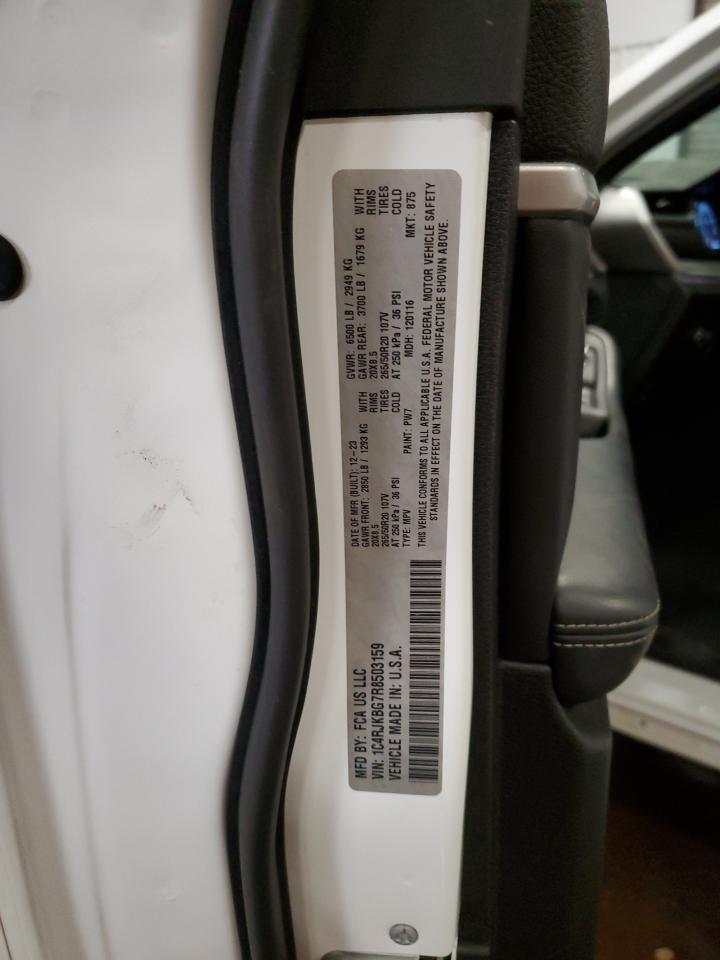 MFD BY: FCA US LLC
VIN: 1C4RJKBG7R8503159
VEHICLE MADE IN: U.S.A.
DATE OF MFR (BUILT): 12-23
GAWR FRONT: 2850 LB / 1293 KG WITH
20X8.5 RIMS
265/50R20 107V TIRES
AT 250 kPa / 36 PSI COLD
TYPE: MPV PAINT: PW7
GVWR: 6500 LB / 2949 KG
GAWR REAR: 3700 LB / 1679 KG WITH
20X8.5 RIMS
265/50R20 107V TIRES
AT 250 kPa / 36 PSI COLD
MDH: 120116 MKT: 875
THIS VEHICLE CONFORMS TO ALL APPLICABLE U.S.A. FEDERAL MOTOR VEHICLE SAFETY
STANDARDS IN EFFECT ON THE DATE OF MANUFACTURE SHOWN ABOVE.